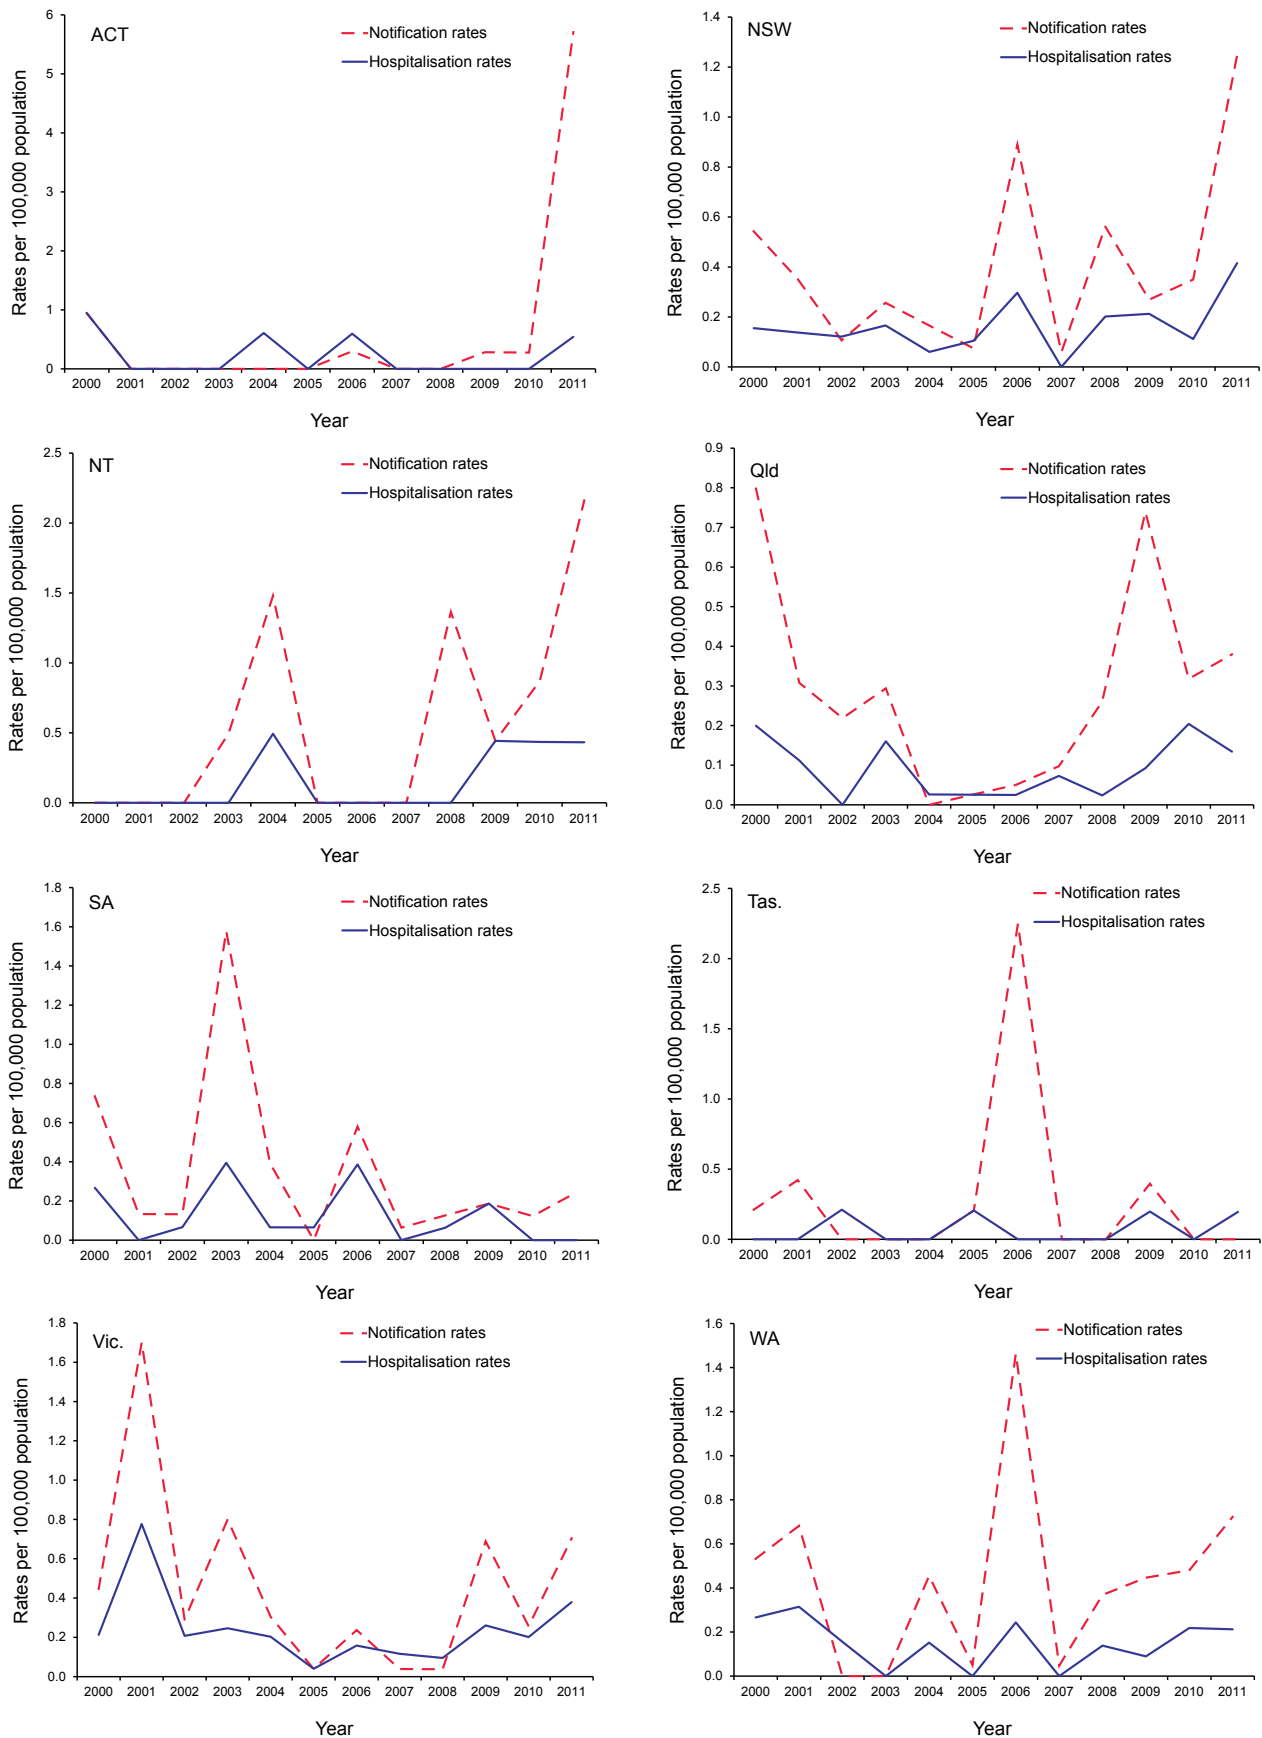 ACT
Notification rates
Hospitalisation rates
Rates per 100,000 population
6
5
4
3
2
1
0
2000 2001 2002 2003 2004 2005 2006 2007 2008 2009 2010 2011
Year
NSW
Notification rates
Hospitalisation rates
Rates per 100,000 population
1.4
1.2
1.0
0.8
0.6
0.4
0.2
0.0
2000 2001 2002 2003 2004 2005 2006 2007 2008 2009 2010 2011
Year
NT
Notification rates
Hospitalisation rates
Rates per 100,000 population
2.5
2.0
1.5
1.0
0.5
0.0
2000 2001 2002 2003 2004 2005 2006 2007 2008 2009 2010 2011
Year
Qld
Notification rates
Hospitalisation rates
Rates per 100,000 population
0.9
0.8
0.7
0.6
0.5
0.4
0.3
0.2
0.1
0.0
2000 2001 2002 2003 2004 2005 2006 2007 2008 2009 2010 2011
Year
SA
Notification rates
Hospitalisation rates
Rates per 100,000 population
1.8
1.6
1.4
1.2
1.0
0.8
0.6
0.4
0.2
0.0
2000 2001 2002 2003 2004 2005 2006 2007 2008 2009 2010 2011
Year
Tas.
Notification rates
Hospitalisation rates
Rates per 100,000 population
2.5
2.0
1.5
1.0
0.5
0.0
2000 2001 2002 2003 2004 2005 2006 2007 2008 2009 2010 2011
Year
Vic.
Notification rates
Hospitalisation rates
Rates per 100,000 population
1.8
1.6
1.4
1.2
1.0
0.8
0.6
0.4
0.2
0.0
2000 2001 2002 2003 2004 2005 2006 2007 2008 2009 2010 2011
Year
WA
Notification rates
Hospitalisation rates
Rates per 100,000 population
1.6
1.4
1.2
1.0
0.8
0.6
0.4
0.2
0.0
2000 2001 2002 2003 2004 2005 2006 2007 2008 2009 2010 2011
Year